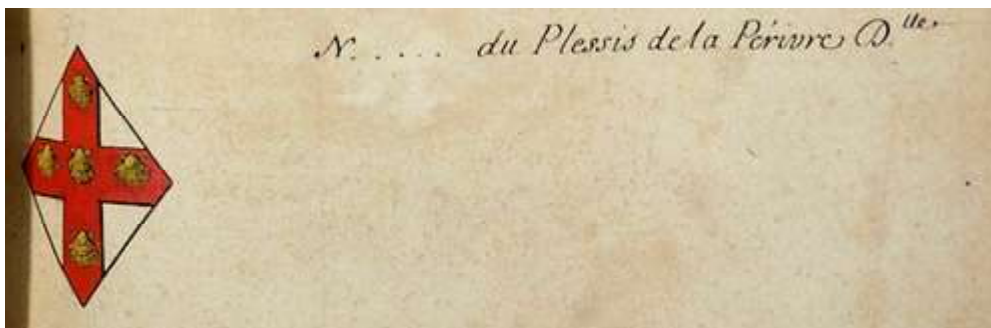 N. . . . . du Plessis de la Périvre D.lle.